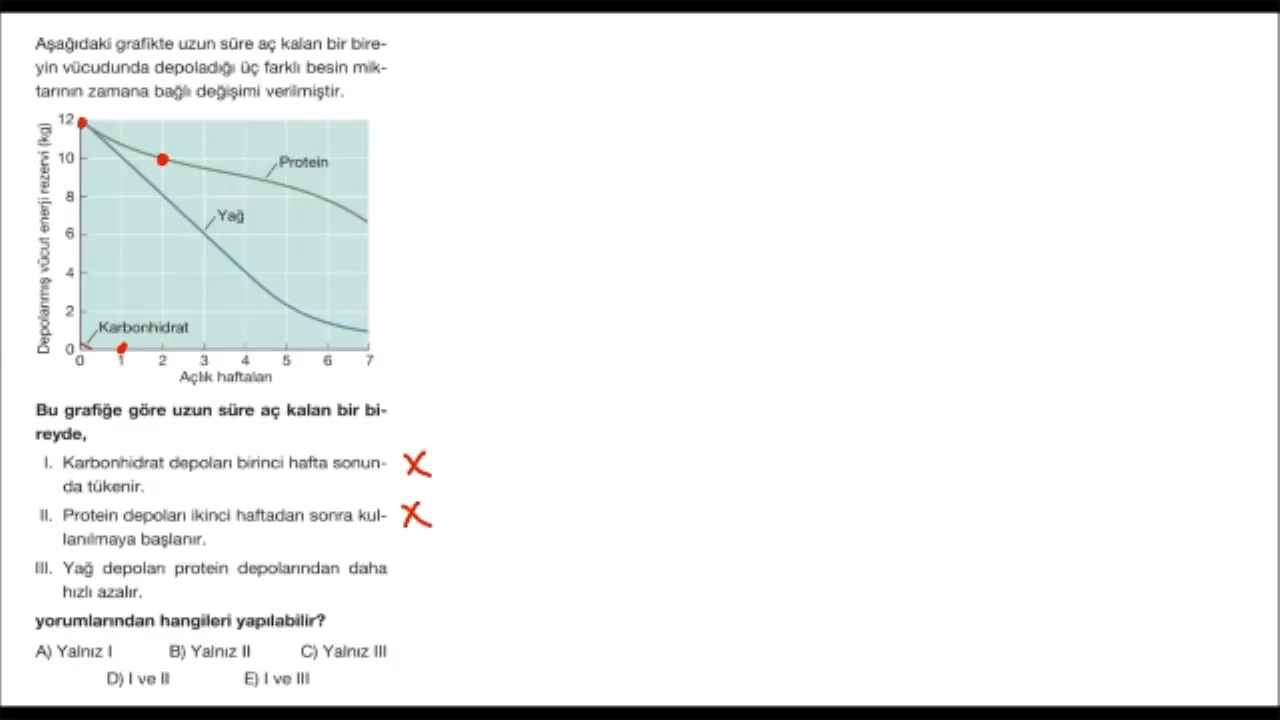 Aşağıdaki grafikte uzun süre aç kalan bir bire-
yin vücudunda depoladığı üç farklı besin mik-
tarının zamana bağlı değişimi verilmiştir.
Depolanmış vücut enerji rezervi (kg)
12
10
8
6
4
2
0
Protein
Yağ
Karbonhidrat
0 1 2 3 4 5 6 7
Açlık haftaları
Bu grafiğe göre uzun süre aç kalan bir bi-
reyde,
I. Karbonhidrat depoları birinci hafta sonun-
da tükenir.
II. Protein depoları ikinci haftadan sonra kul-
lanılmaya başlanır.
III. Yağ depoları protein depolarından daha
hızlı azalır.
yorumlarından hangileri yapılabilir?
A) Yalnız I B) Yalnız II C) Yalnız III
D) I ve II E) I ve III